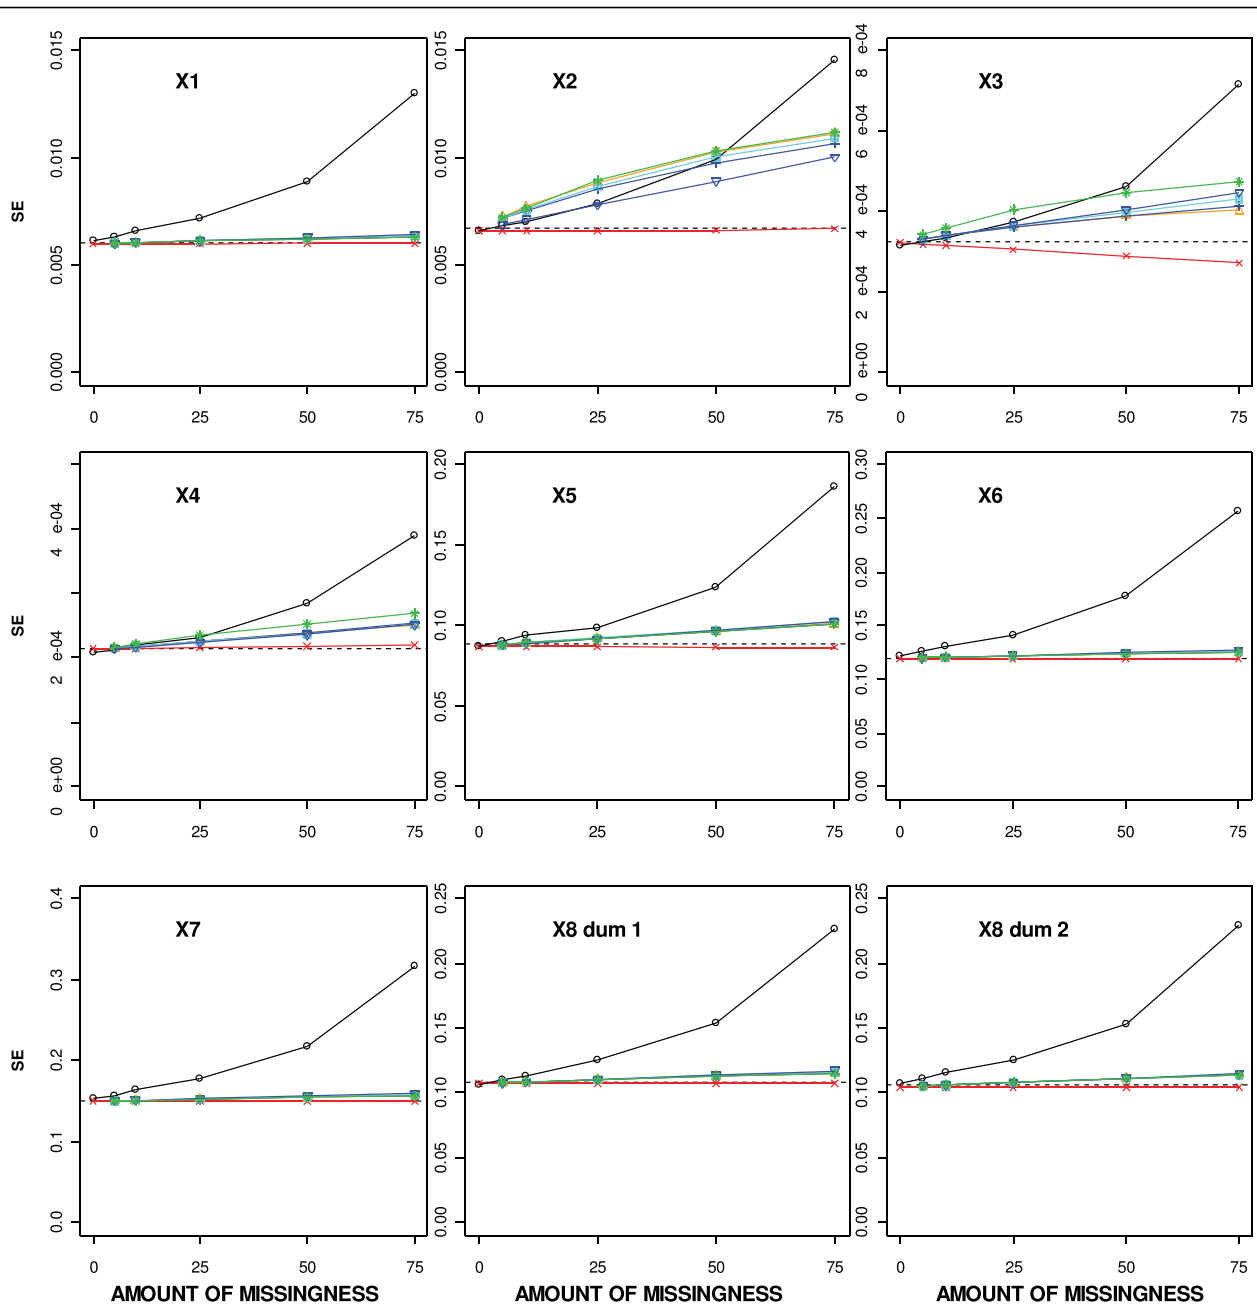 X1
X2
X3
SE
0.000 0.005 0.010 0.015
0.000 0.005 0.010 0.015
0 e+00 2 e-04 4 e-04 6 e-04 8 e-04
0 25 50 75
0 25 50 75
0 25 50 75
X4
X5
X6
SE
0 e+00 2 e-04 4 e-04
0.00 0.05 0.10 0.15 0.20
0.00 0.05 0.10 0.15 0.20 0.25 0.30
0 25 50 75
0 25 50 75
0 25 50 75
X7
X8 dum 1
X8 dum 2
SE
0.0 0.1 0.2 0.3 0.4
0.00 0.05 0.10 0.15 0.20 0.25
0.00 0.05 0.10 0.15 0.20 0.25
0 25 50 75
0 25 50 75
0 25 50 75
AMOUNT OF MISSINGNESS
AMOUNT OF MISSINGNESS
AMOUNT OF MISSINGNESS